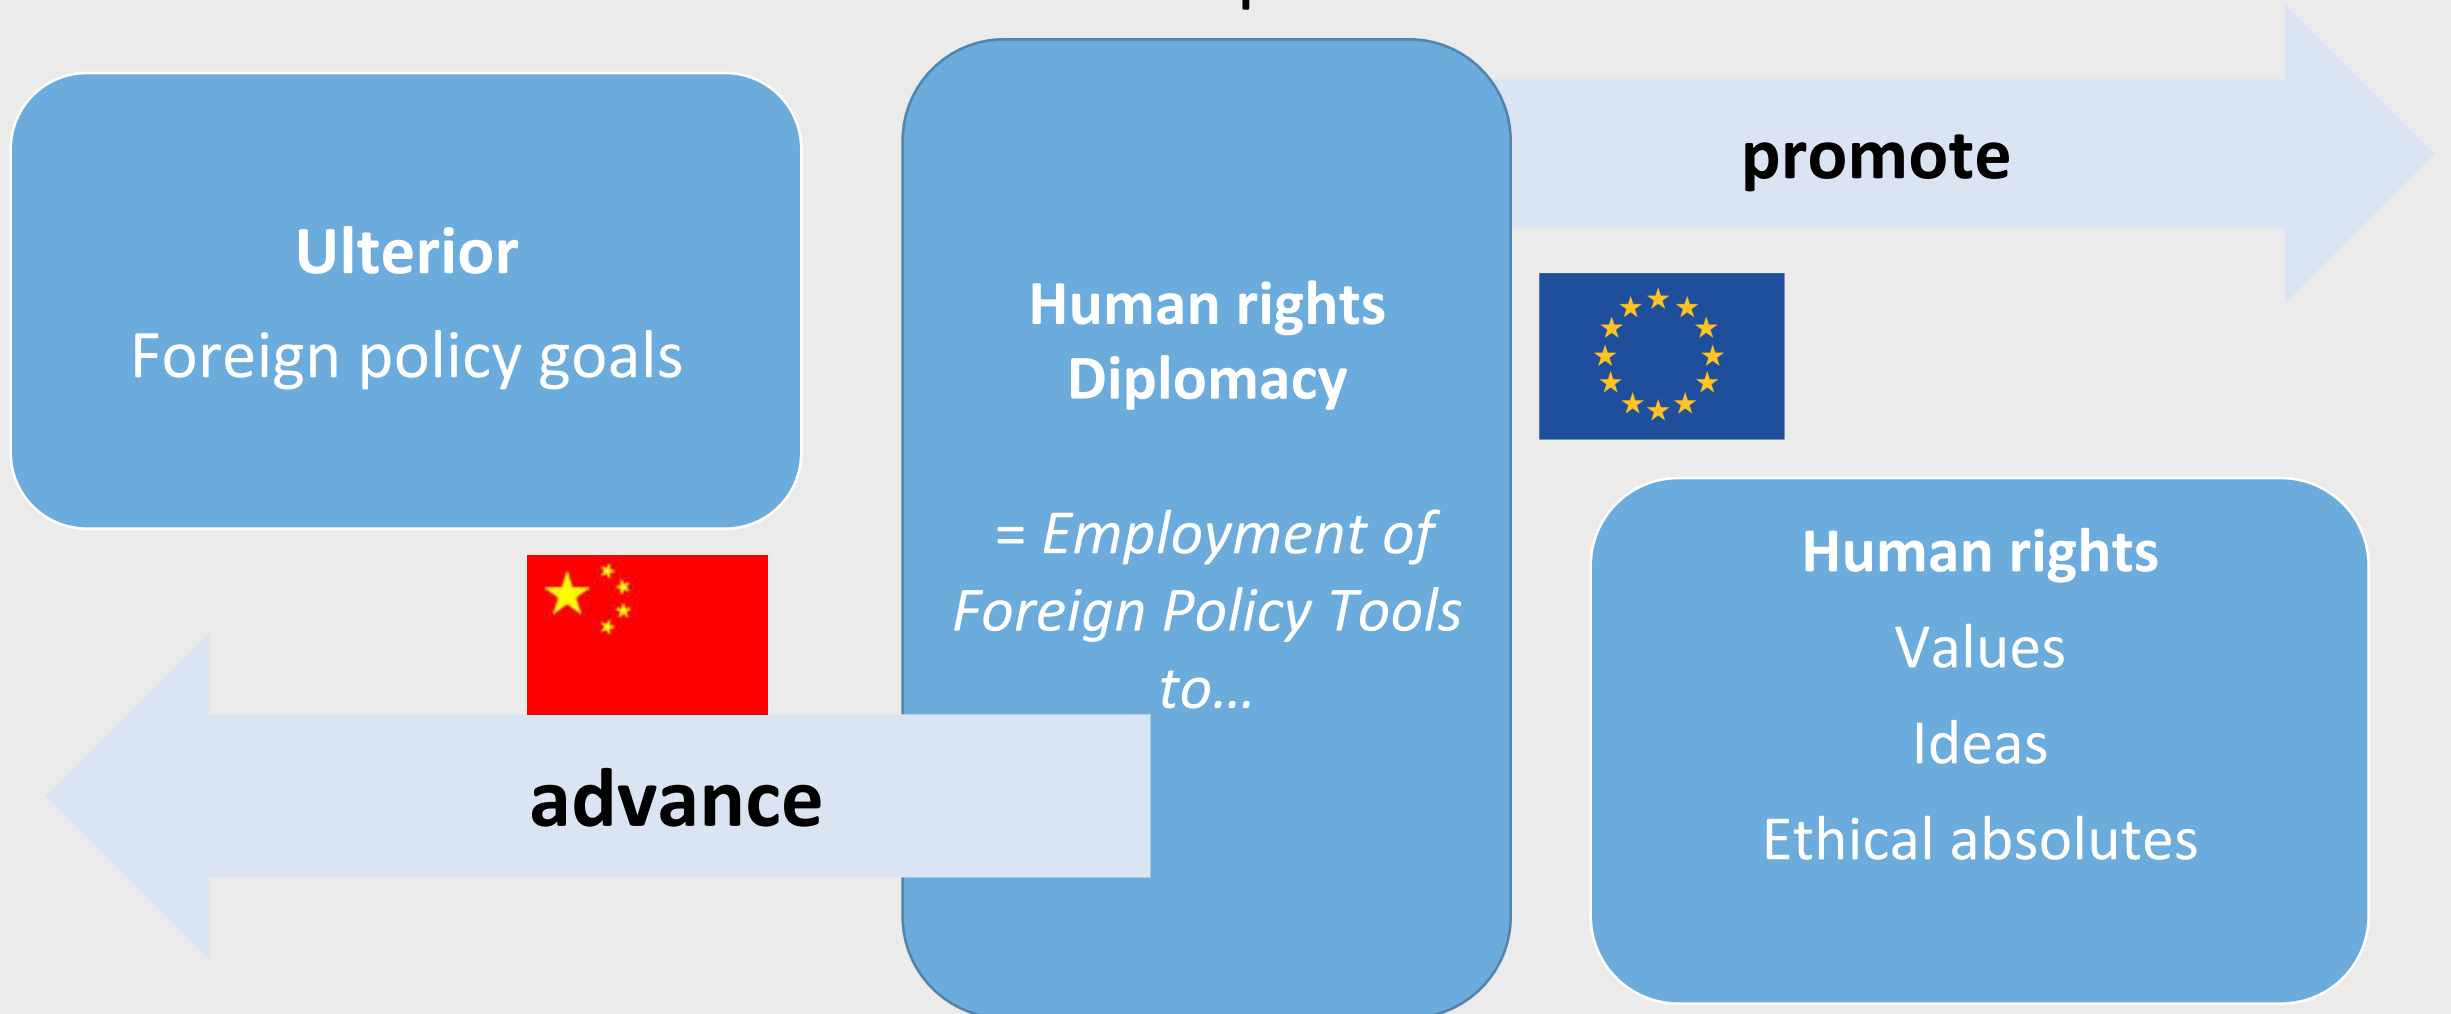 Ulterior
Foreign policy goals
advance
Human rights
Diplomacy
= Employment of
Foreign Policy Tools
to...
promote
Human rights
Values
Ideas
Ethical absolutes